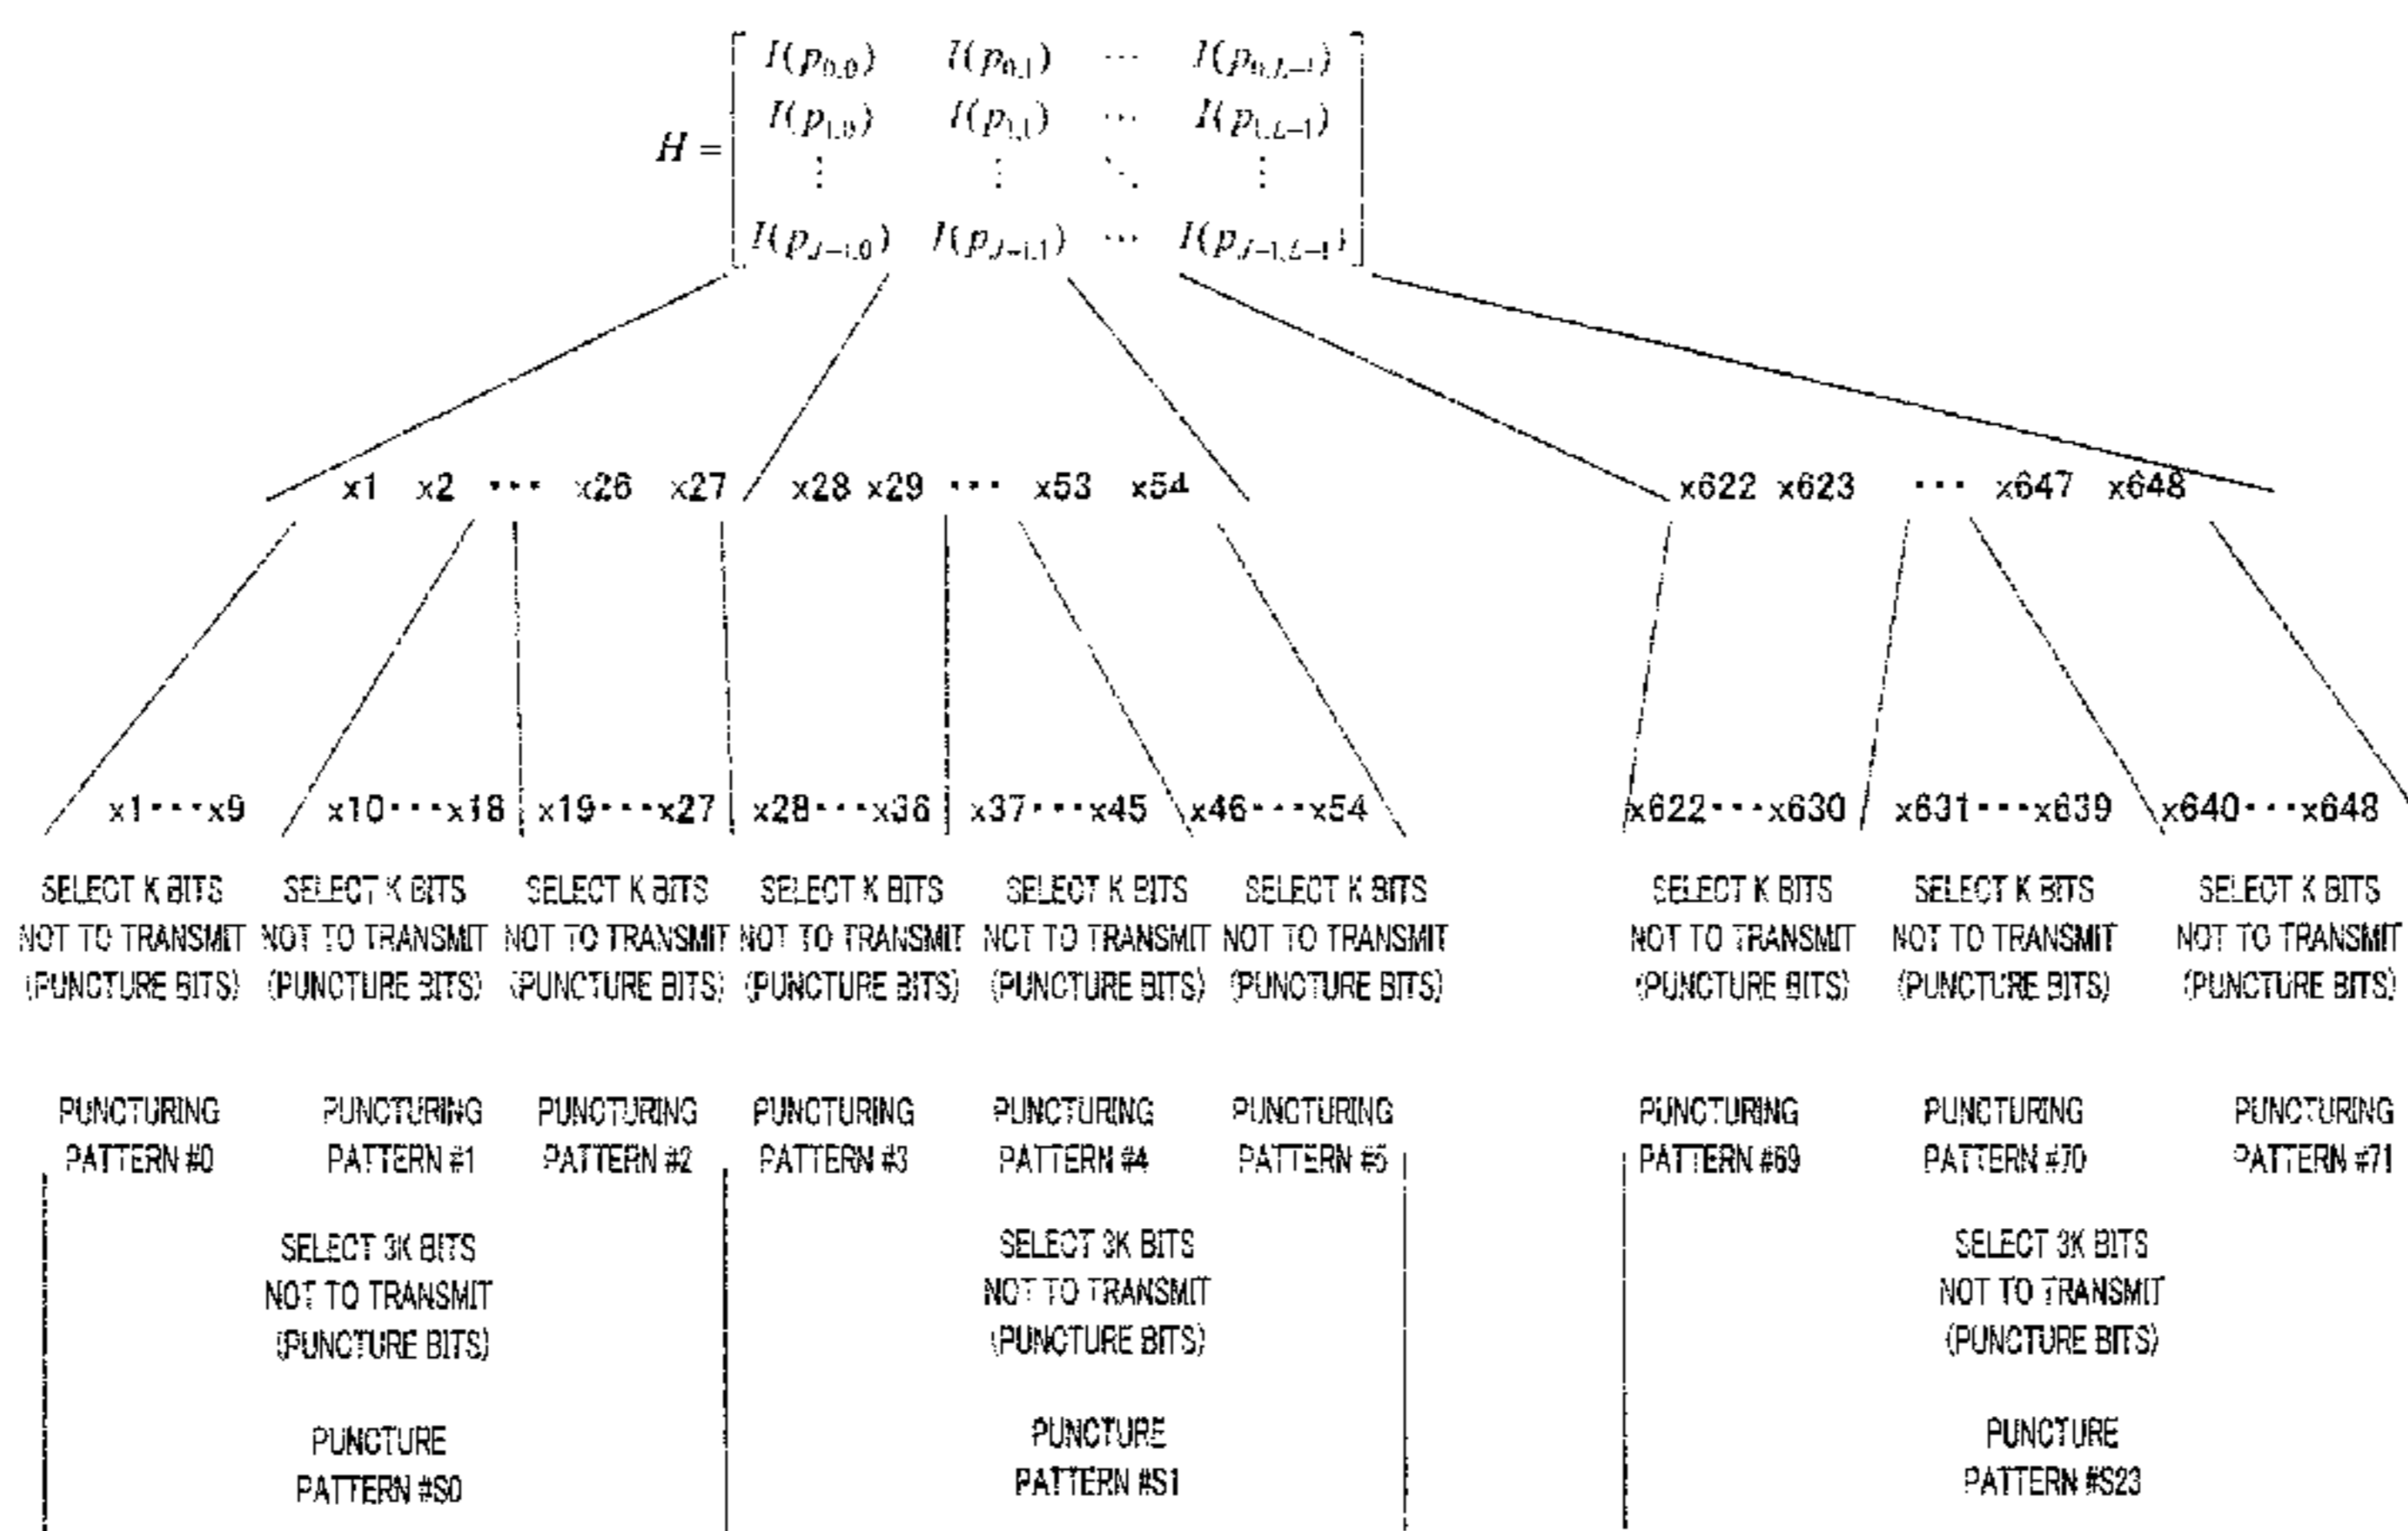 I(p0,0) I(p0,1) ⋯ I(p0,L−1)
I(p1,0) I(p1,1) ⋯ I(p1,L−1)
H =
⋮ ⋮ ⋱ ⋮
I(pJ−1,0) I(pJ−1,1) ⋯ I(pJ−1,L−1)
x1 x2 ⋯ x26 x27 x28 x29 ⋯ x53 x54 x622 x623 ⋯ x647 x648
x1⋯x9 x10⋯x18 x19⋯x27 x28⋯x36 x37⋯x45 x46⋯x54 x622⋯x630 x631⋯x639 x640⋯x648
SELECT K BITS SELECT K BITS SELECT K BITS SELECT K BITS SELECT K BITS SELECT K BITS SELECT K BITS SELECT K BITS SELECT K BITS
NOT TO TRANSMIT NOT TO TRANSMIT NOT TO TRANSMIT NOT TO TRANSMIT NOT TO TRANSMIT NOT TO TRANSMIT NOT TO TRANSMIT NOT TO TRANSMIT NOT TO TRANSMIT
(PUNCTURE BITS) (PUNCTURE BITS) (PUNCTURE BITS) (PUNCTURE BITS) (PUNCTURE BITS) (PUNCTURE BITS) (PUNCTURE BITS) (PUNCTURE BITS) (PUNCTURE BITS)
PUNCTURING PUNCTURING PUNCTURING PUNCTURING PUNCTURING PUNCTURING PUNCTURING PUNCTURING PUNCTURING
PATTERN #0 PATTERN #1 PATTERN #2 PATTERN #3 PATTERN #4 PATTERN #5 PATTERN #69 PATTERN #70 PATTERN #71
SELECT 3K BITS SELECT 3K BITS SELECT 3K BITS
NOT TO TRANSMIT NOT TO TRANSMIT NOT TO TRANSMIT
(PUNCTURE BITS) (PUNCTURE BITS) (PUNCTURE BITS)
PUNCTURE PUNCTURE PUNCTURE
PATTERN #S0 PATTERN #S1 PATTERN #S23